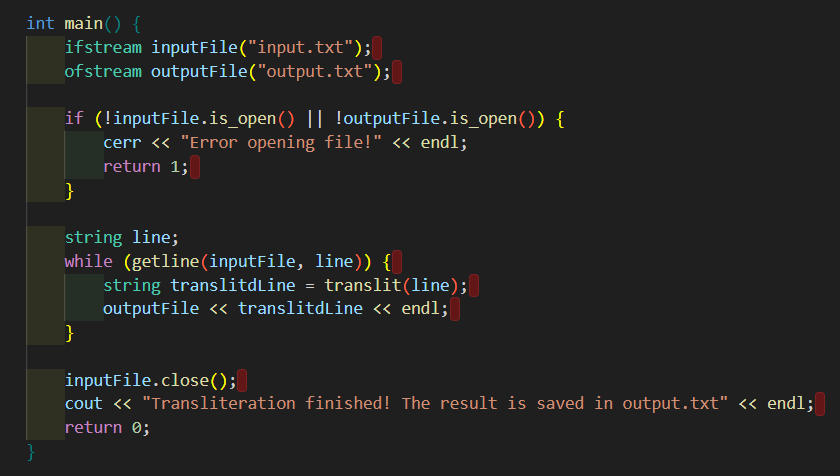 int main() {
    ifstream inputFile("input.txt");
    ofstream outputFile("output.txt");
    if (!inputFile.is_open() || !outputFile.is_open()) {
        cerr << "Error opening file!" << endl;
        return 1;
    }
    string line;
    while (getline(inputFile, line)) {
        string translitdLine = translit(line);
        outputFile << translitdLine << endl;
    }
    inputFile.close();
    cout << "Transliteration finished! The result is saved in output.txt" << endl;
    return 0;
}